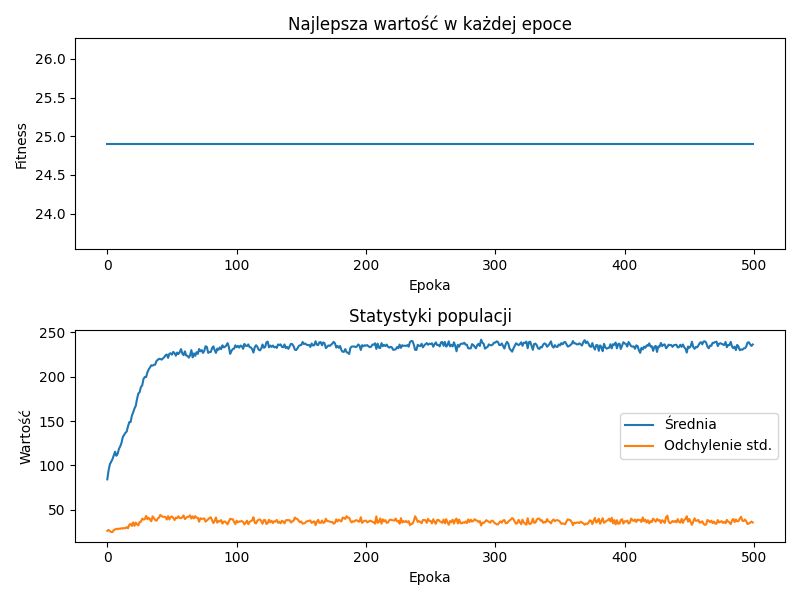 Najlepsza wartość w każdej epoce
26.0
25.5
25.0
24.5
24.0
Fitness
0 100 200 300 400 500
Epoka
Statystyki populacji
250
200
150
100
50
Wartość
Średnia
Odchylenie std.
0 100 200 300 400 500
Epoka